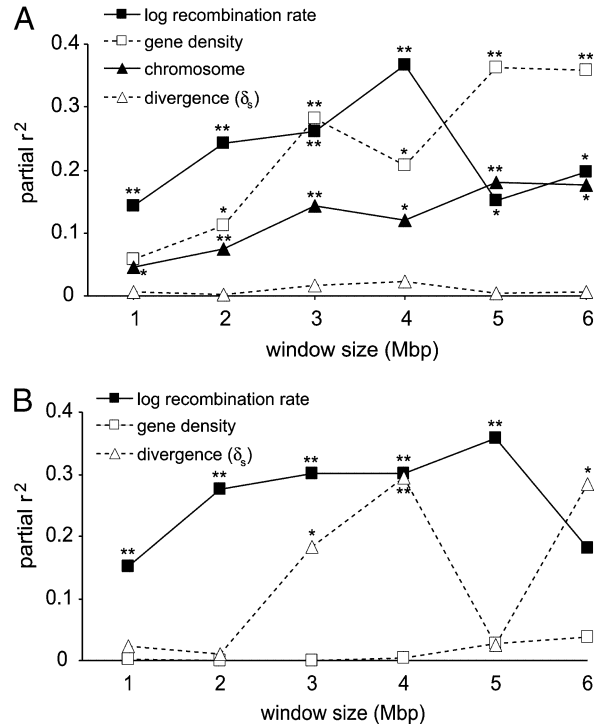 A
log recombination rate
gene density
chromosome
divergence (δs)
0.4
0.3
0.2
0.1
0
partial r2
** ** ** ** ** * ** ** * ** * * ** ** * ** * *
1 2 3 4 5 6
window size (Mbp)
B
log recombination rate
gene density
divergence (δs)
0.4
0.3
0.2
0.1
0
partial r2
** ** ** ** ** * ** *
1 2 3 4 5 6
window size (Mbp)